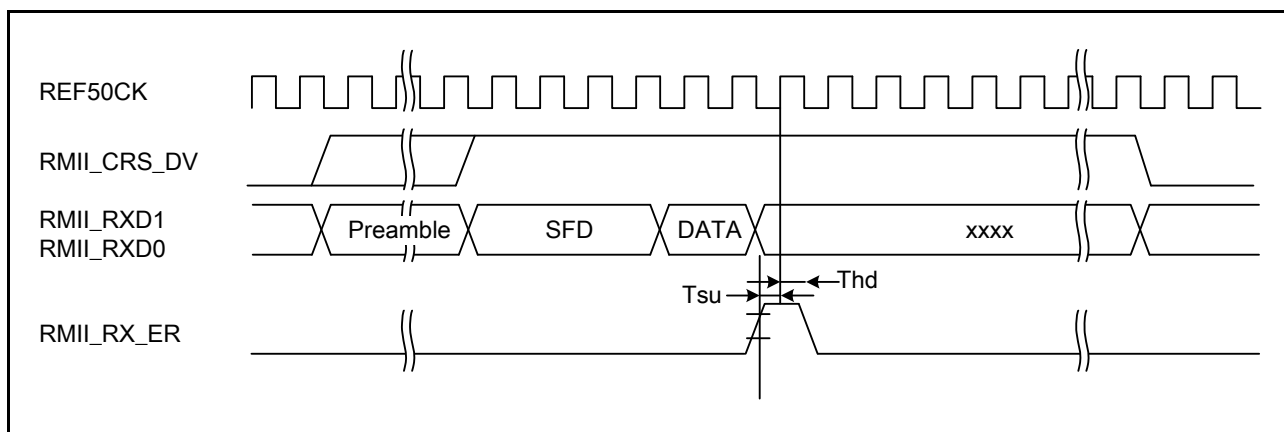 REF50CK
RMII_CRS_DV
RMII_RXD1
RMII_RXD0
Preamble
SFD
DATA
xxxx
Tsu
Thd
RMII_RX_ER